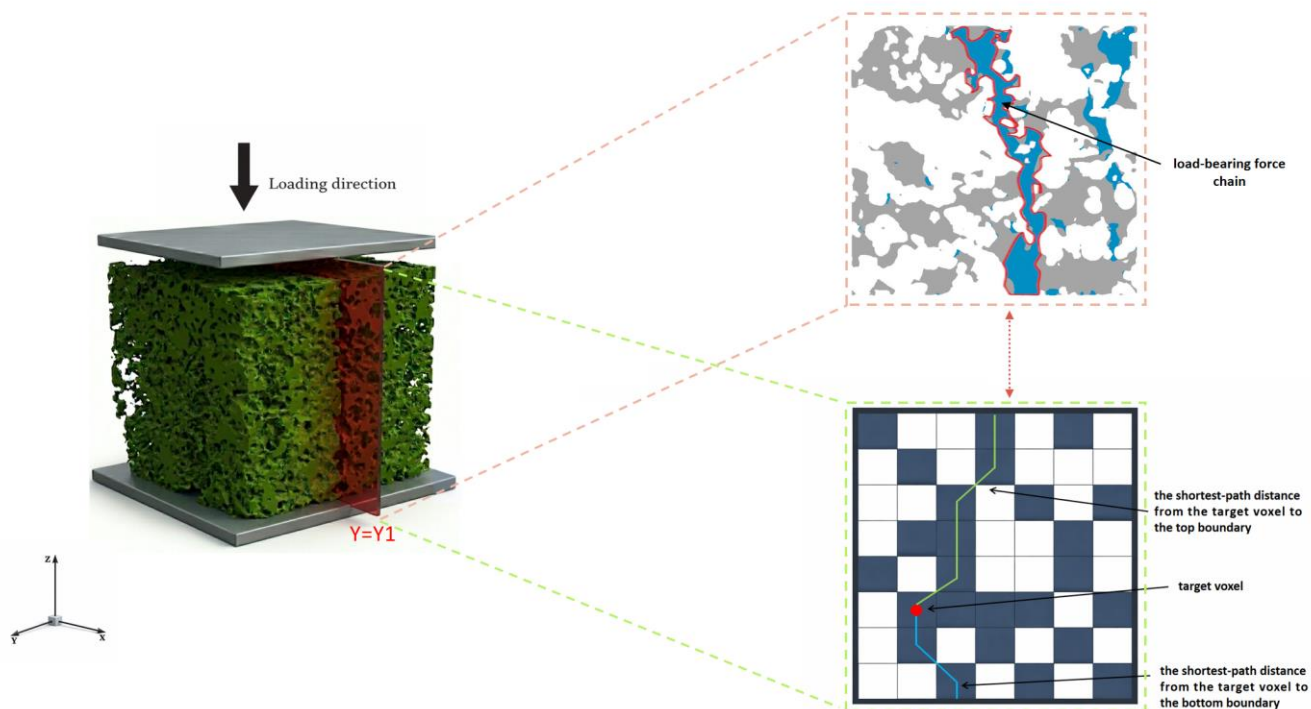 Loading direction
load-bearing force
chain
Y=Y1
the shortest-path distance
from the target voxel to
the top boundary
target voxel
the shortest-path distance
from the target voxel to
the bottom boundary
Z
Y
X